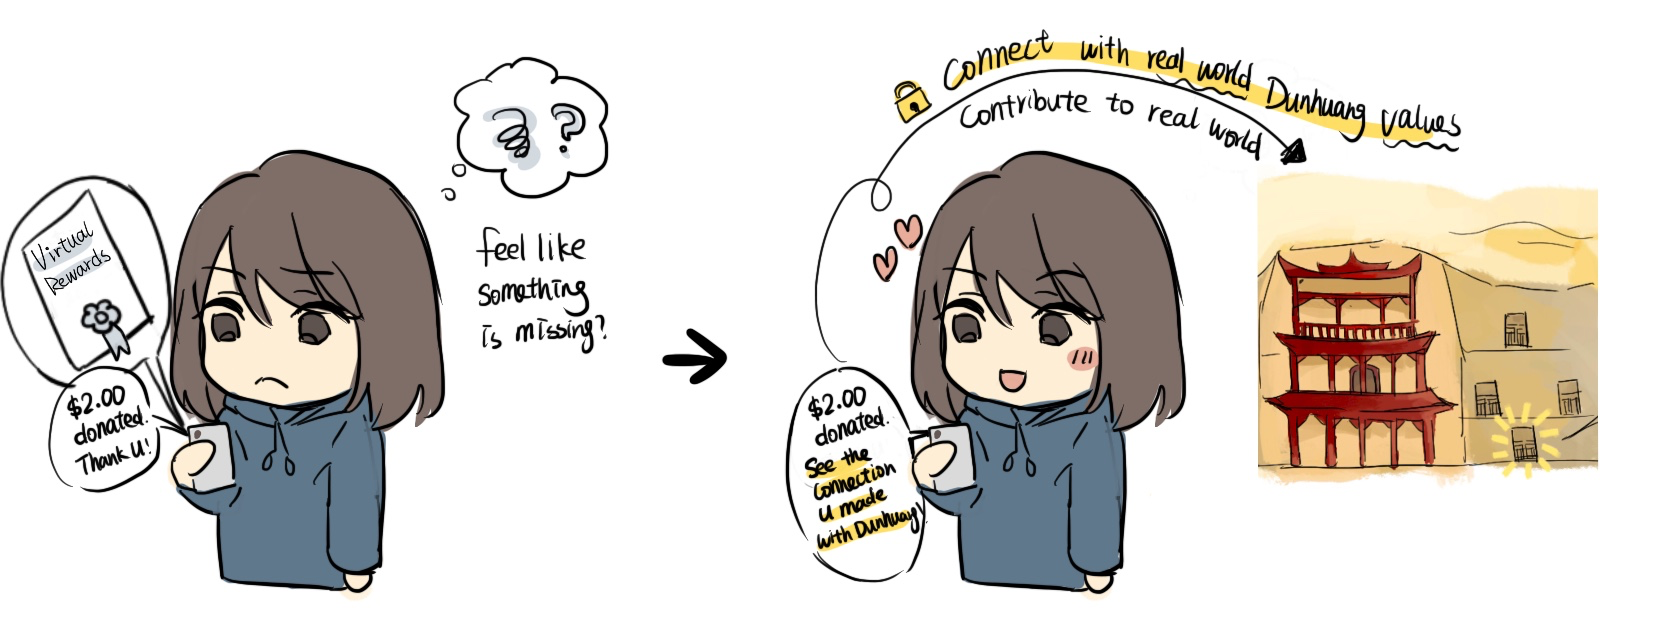 Virtual
Rewards
$2.00
donated.
Thank U!
??
feel like
something
is missing?
Connect with real world Dunhuang values
Contribute to real world
$2.00
donated.
See the
Connection
U made
with Dunhuang!